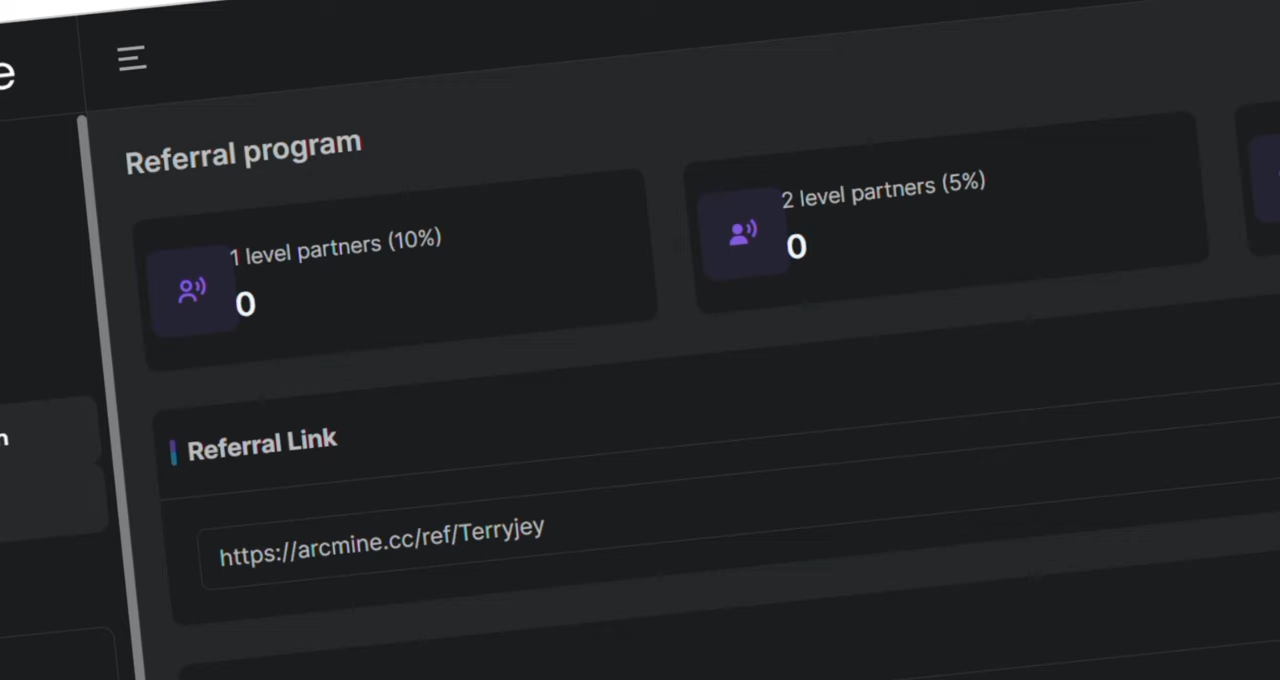 e
Referral program
1 level partners (10%)
0
2 level partners (5%)
0
n
Referral Link
https://arcmine.cc/ref/Terryjey